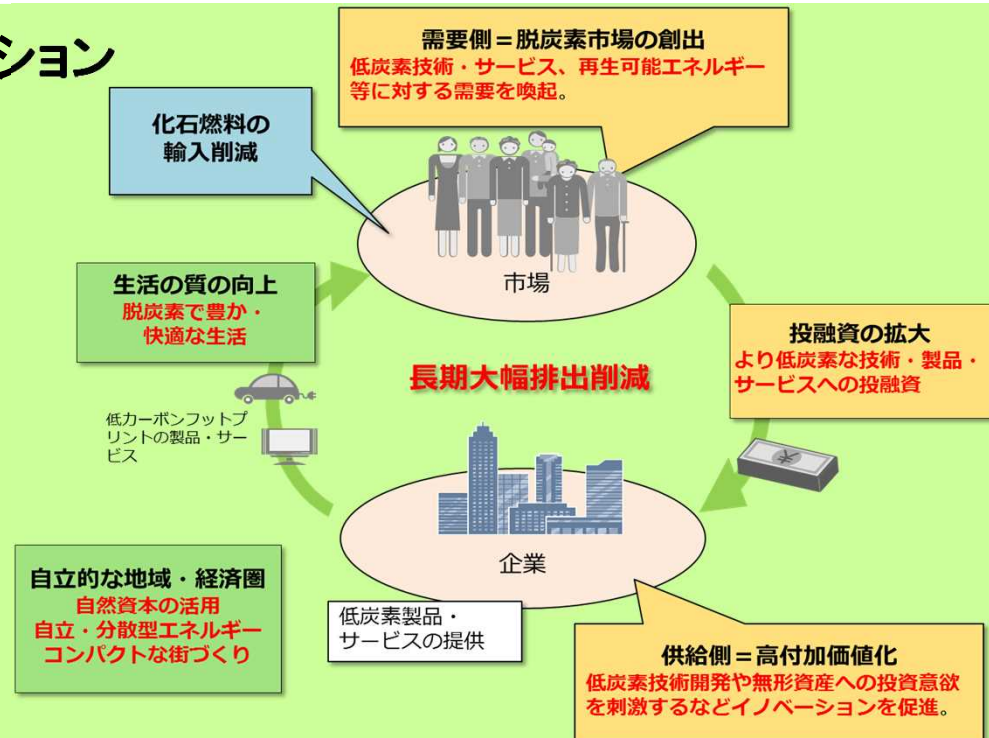 ション
需要側＝脱炭素市場の創出
低炭素技術・サービス、再生可能エネルギー
等に対する需要を喚起。
化石燃料の
輸入削減
市場
生活の質の向上
脱炭素で豊か・
快適な生活
投融資の拡大
より低炭素な技術・製品・
サービスへの投融資
長期大幅排出削減
低カーボンフットプ
リントの製品・サー
ビス
¥
企業
自立的な地域・経済圏
自然資本の活用
自立・分散型エネルギー
コンパクトな街づくり
低炭素製品・
サービスの提供
供給側＝高付加価値化
低炭素技術開発や無形資産への投資意欲
を刺激するなどイノベーションを促進。